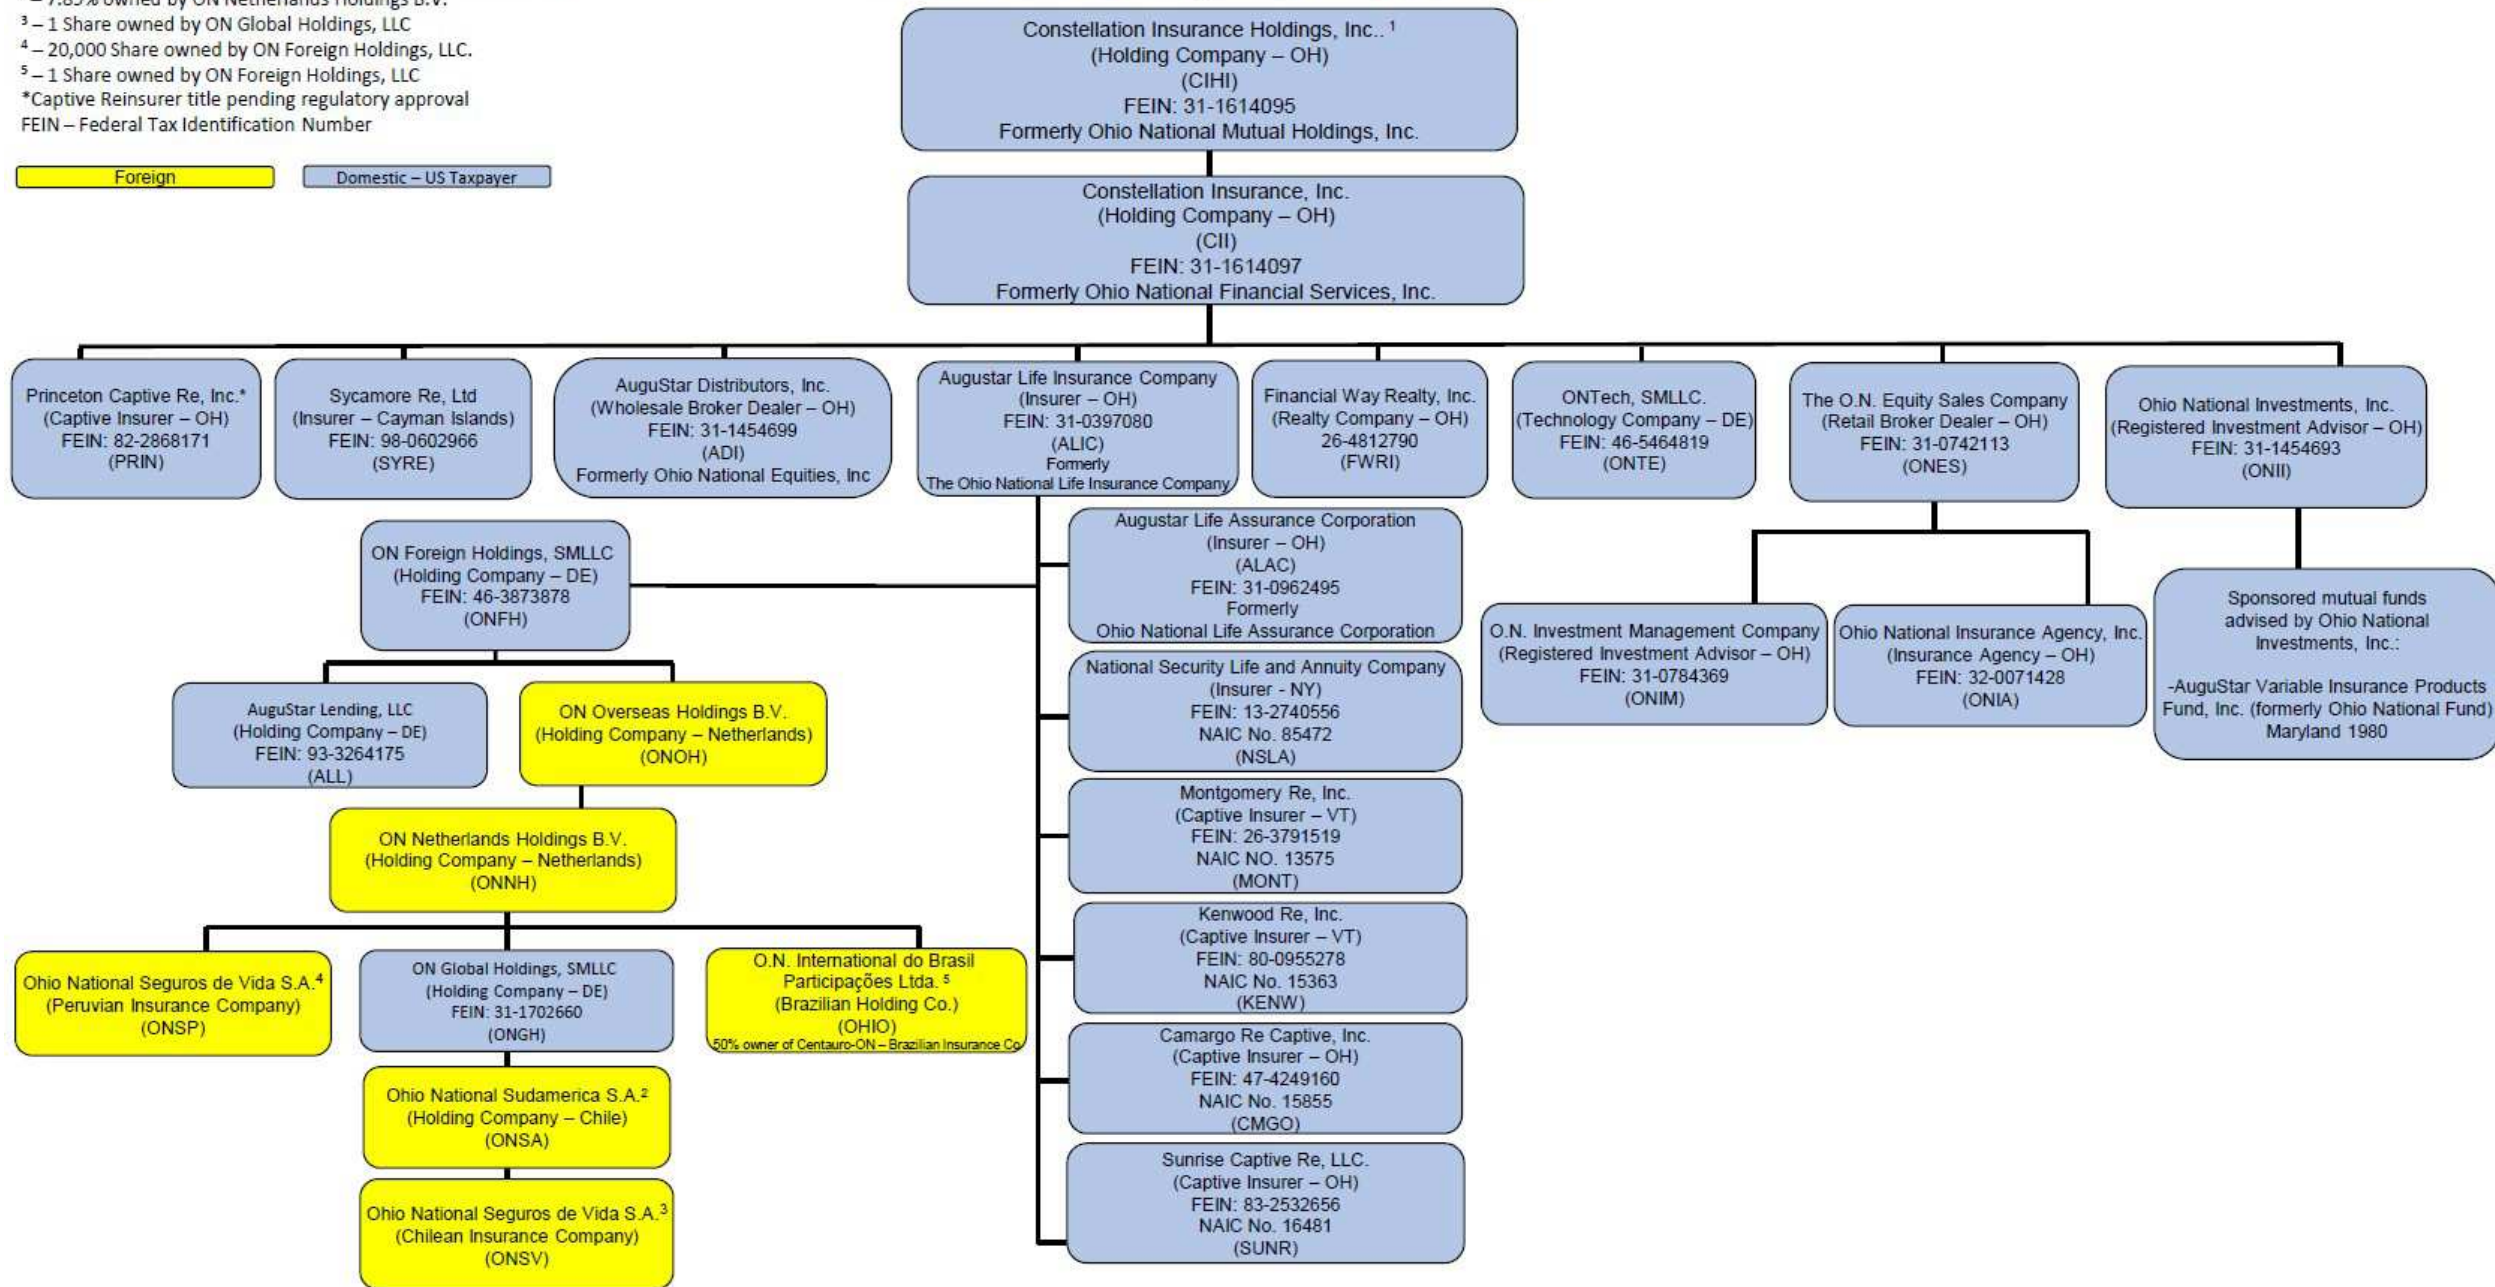 ² – 7.85% owned by ON Netherlands Holdings B.V.
³ – 1 Share owned by ON Global Holdings, LLC
⁴ – 20,000 Share owned by ON Foreign Holdings, LLC.
⁵ – 1 Share owned by ON Foreign Holdings, LLC
*Captive Reinsurer title pending regulatory approval
FEIN – Federal Tax Identification Number
Foreign
Domestic – US Taxpayer
Constellation Insurance Holdings, Inc.. ¹
(Holding Company – OH)
(CIHI)
FEIN: 31-1614095
Formerly Ohio National Mutual Holdings, Inc.
Constellation Insurance, Inc.
(Holding Company – OH)
(CII)
FEIN: 31-1614097
Formerly Ohio National Financial Services, Inc.
Princeton Captive Re, Inc.*
(Captive Insurer – OH)
FEIN: 82-2868171
(PRIN)
Sycamore Re, Ltd
(Insurer – Cayman Islands)
FEIN: 98-0602966
(SYRE)
AuguStar Distributors, Inc.
(Wholesale Broker Dealer – OH)
FEIN: 31-1454699
(ADI)
Formerly Ohio National Equities, Inc
Augustar Life Insurance Company
(Insurer – OH)
FEIN: 31-0397080
(ALIC)
Formerly
The Ohio National Life Insurance Company
Financial Way Realty, Inc.
(Realty Company – OH)
26-4812790
(FWRI)
ONTech, SMLLC.
(Technology Company – DE)
FEIN: 46-5464819
(ONTE)
The O.N. Equity Sales Company
(Retail Broker Dealer – OH)
FEIN: 31-0742113
(ONES)
Ohio National Investments, Inc.
(Registered Investment Advisor – OH)
FEIN: 31-1454693
(ONII)
ON Foreign Holdings, SMLLC
(Holding Company – DE)
FEIN: 46-3873878
(ONFH)
Augustar Life Assurance Corporation
(Insurer – OH)
(ALAC)
FEIN: 31-0962495
Formerly
Ohio National Life Assurance Corporation
O.N. Investment Management Company
(Registered Investment Advisor – OH)
FEIN: 31-0784369
(ONIM)
Ohio National Insurance Agency, Inc.
(Insurance Agency – OH)
FEIN: 32-0071428
(ONIA)
Sponsored mutual funds
advised by Ohio National
Investments, Inc.:
-AuguStar Variable Insurance Products
Fund, Inc. (formerly Ohio National Fund)
Maryland 1980
National Security Life and Annuity Company
(Insurer - NY)
FEIN: 13-2740556
NAIC No. 85472
(NSLA)
AuguStar Lending, LLC
(Holding Company – DE)
FEIN: 93-3264175
(ALL)
ON Overseas Holdings B.V.
(Holding Company – Netherlands)
(ONOH)
Montgomery Re, Inc.
(Captive Insurer – VT)
FEIN: 26-3791519
NAIC NO. 13575
(MONT)
ON Netherlands Holdings B.V.
(Holding Company – Netherlands)
(ONNH)
Kenwood Re, Inc.
(Captive Insurer – VT)
FEIN: 80-0955278
NAIC No. 15363
(KENW)
Ohio National Seguros de Vida S.A.⁴
(Peruvian Insurance Company)
(ONSP)
ON Global Holdings, SMLLC
(Holding Company – DE)
FEIN: 31-1702660
(ONGH)
O.N. International do Brasil
Participações Ltda. ⁵
(Brazilian Holding Co.)
(OHIO)
50% owner of Centauro-ON – Brazilian Insurance Co
Camargo Re Captive, Inc.
(Captive Insurer – OH)
FEIN: 47-4249160
NAIC No. 15855
(CMGO)
Ohio National Sudamerica S.A.²
(Holding Company – Chile)
(ONSA)
Sunrise Captive Re, LLC.
(Captive Insurer – OH)
FEIN: 83-2532656
NAIC No. 16481
(SUNR)
Ohio National Seguros de Vida S.A.³
(Chilean Insurance Company)
(ONSV)